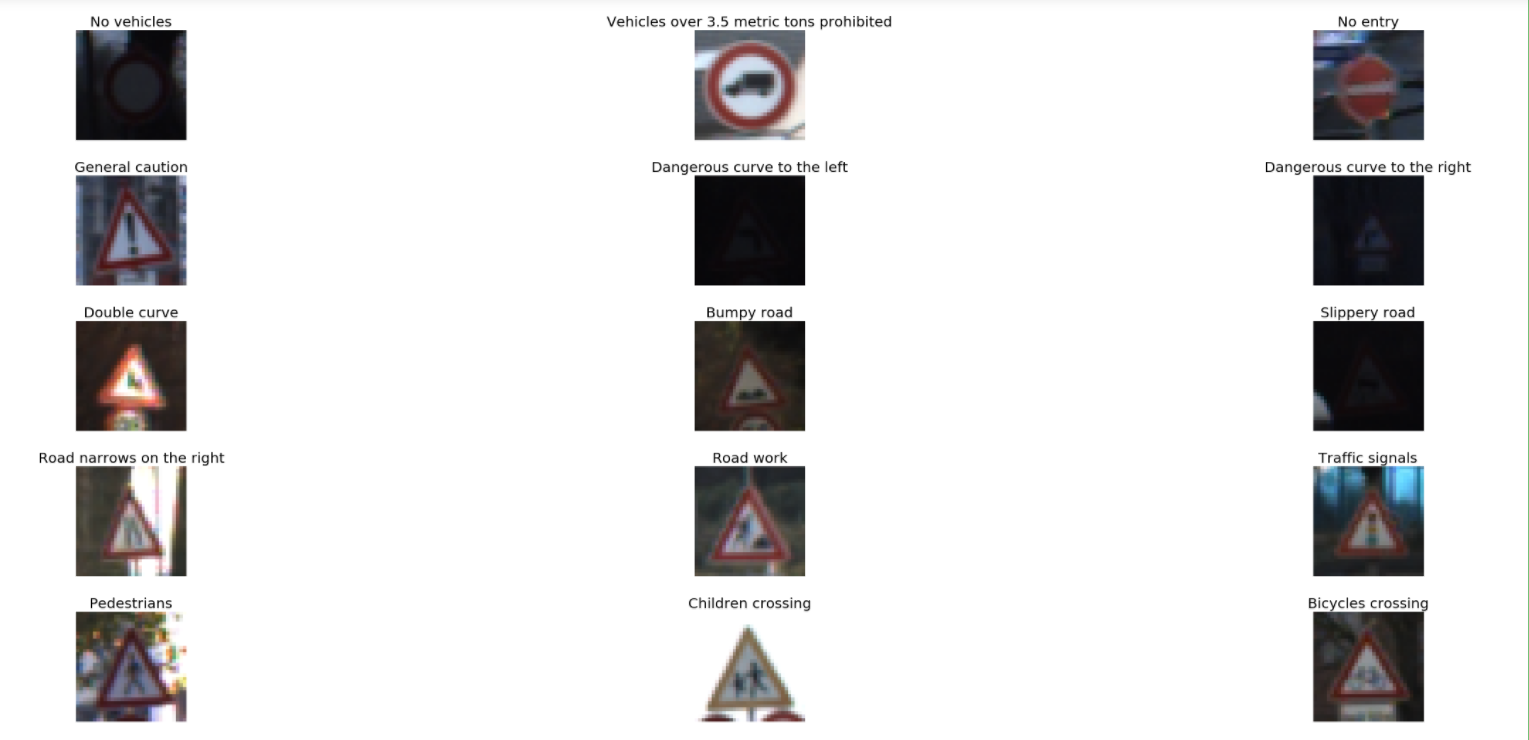 No vehicles
Vehicles over 3.5 metric tons prohibited
No entry
General caution
Dangerous curve to the left
Dangerous curve to the right
Double curve
Bumpy road
Slippery road
Road narrows on the right
Road work
Traffic signals
Pedestrians
Children crossing
Bicycles crossing